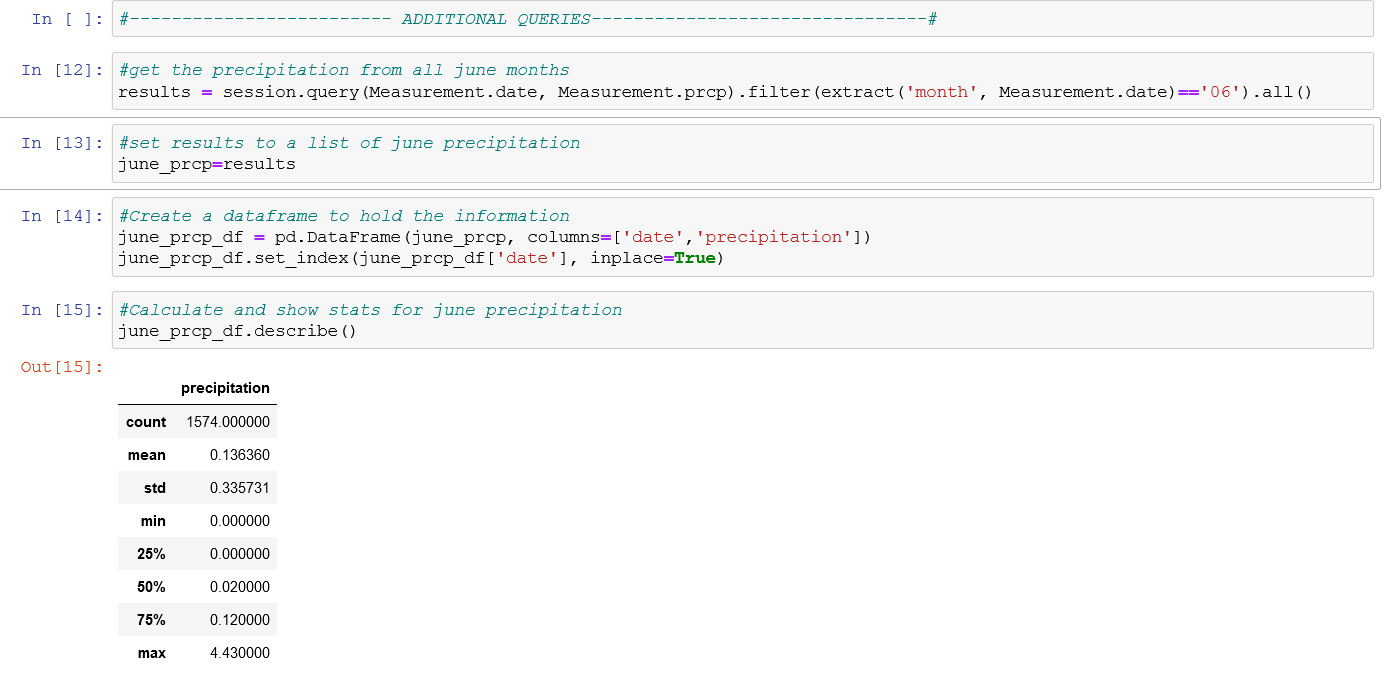 In [ ]: #------------------------- ADDITIONAL QUERIES--------------------------------#
In [12]: #get the precipitation from all june months
results = session.query(Measurement.date, Measurement.prcp).filter(extract('month', Measurement.date)=='06').all()
In [13]: #set results to a list of june precipitation
june_prcp=results
In [14]: #Create a dataframe to hold the information
june_prcp_df = pd.DataFrame(june_prcp, columns=['date','precipitation'])
june_prcp_df.set_index(june_prcp_df['date'], inplace=True)
In [15]: #Calculate and show stats for june precipitation
june_prcp_df.describe()
Out[15]:
precipitation
count 1574.000000
mean 0.136360
std 0.335731
min 0.000000
25% 0.000000
50% 0.020000
75% 0.120000
max 4.430000